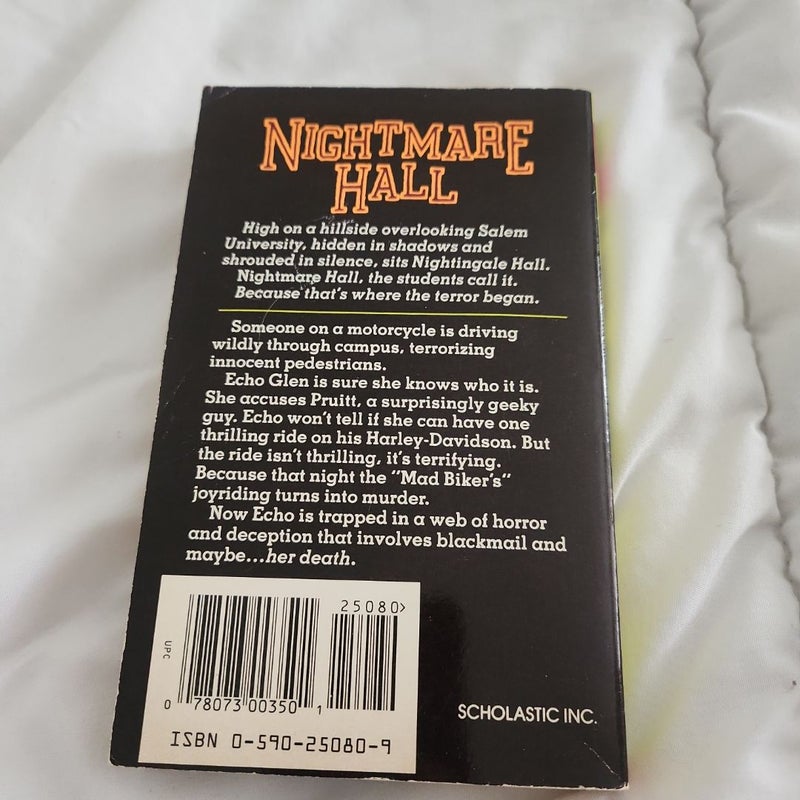 NIGHTMARE
HALL
High on a hillside overlooking Salem
University, hidden in shadows and
shrouded in silence, sits Nightingale Hall.
Nightmare Hall, the students call it.
Because that's where the terror began.
Someone on a motorcycle is driving
wildly through campus, terrorizing
innocent pedestrians.
Echo Glen is sure she knows who it is.
She accuses Pruitt, a surprisingly geeky
guy. Echo won't tell if she can have one
thrilling ride on his Harley-Davidson. But
the ride isn't thrilling, it's terrifying.
Because that night the "Mad Biker's"
joyriding turns into murder.
Now Echo is trapped in a web of horror
and deception that involves blackmail and
maybe...her death.
25080>
UPC
0 78073 00350 1
ISBN 0-590-25080-9
SCHOLASTIC INC.